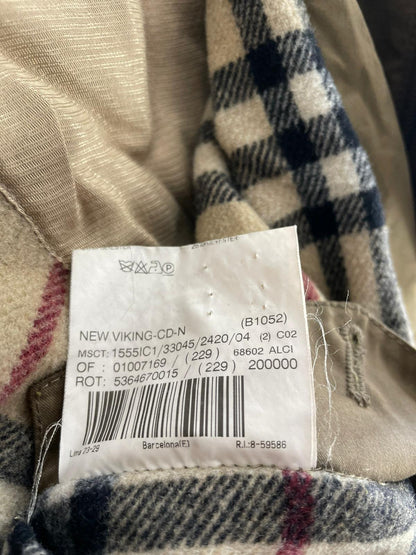 NEW VIKING-CD-N (B1052)
MSCT: 1555IC1/33045/2420/04 (2) C02
OF : 01007169 / (229) 68602 ALCI
ROT: 5364670015 / (229) 200000
Barcelona(E) R.I.:8-59586